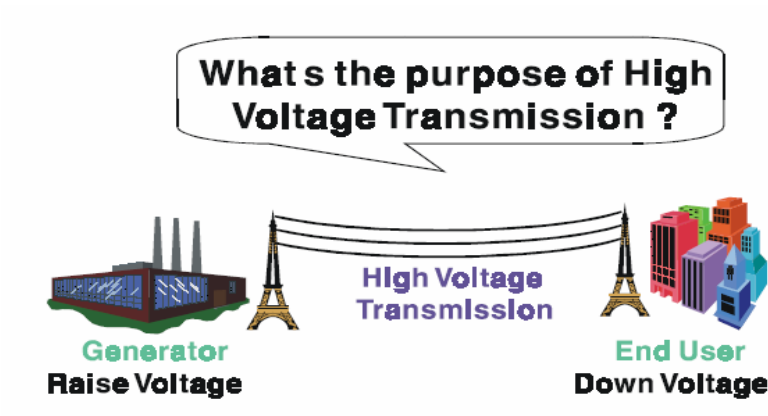 What s the purpose of High
Voltage Transmission ?
High Voltage
Transmission
Generator
Raise Voltage
End User
Down Voltage